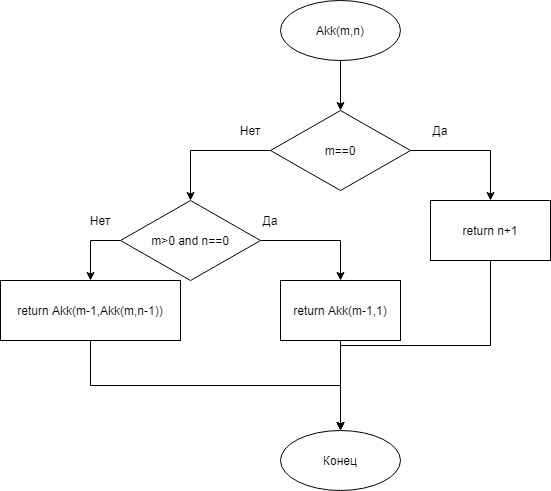 Akk(m,n)
Нет
Да
m==0
Нет
Да
m>0 and n==0
return n+1
return Akk(m-1,Akk(m,n-1))
return Akk(m-1,1)
Конец